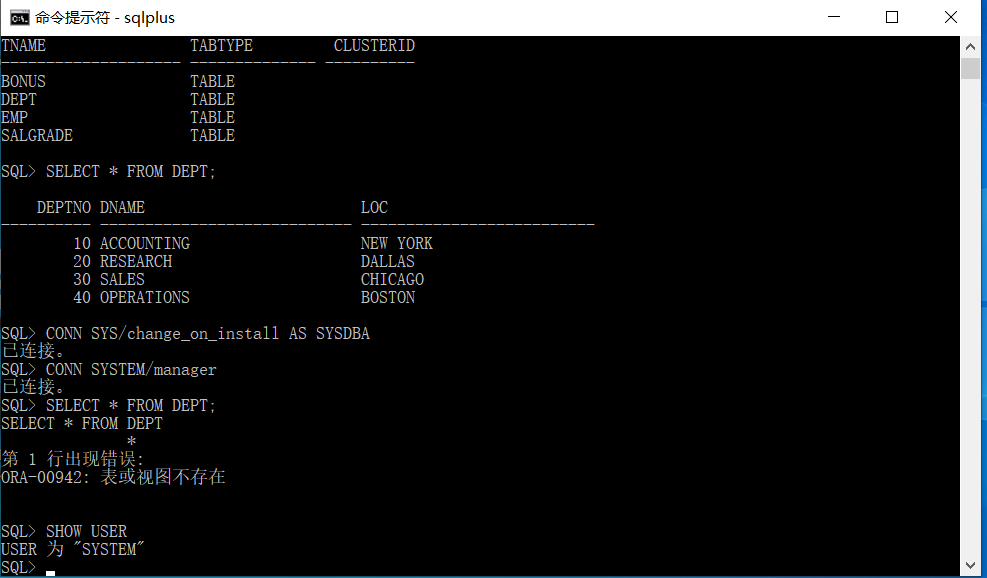 命令提示符 - sqlplus
TNAME TABTYPE CLUSTERID
-------------------- -------------- ----------
BONUS TABLE
DEPT TABLE
EMP TABLE
SALGRADE TABLE
SQL> SELECT * FROM DEPT;
DEPTNO DNAME LOC
---------- ---------------------------- --------------------------
10 ACCOUNTING NEW YORK
20 RESEARCH DALLAS
30 SALES CHICAGO
40 OPERATIONS BOSTON
SQL> CONN SYS/change_on_install AS SYSDBA
已连接。
SQL> CONN SYSTEM/manager
已连接。
SQL> SELECT * FROM DEPT;
SELECT * FROM DEPT
*
第 1 行出现错误:
ORA-00942: 表或视图不存在
SQL> SHOW USER
USER 为 "SYSTEM"
SQL>